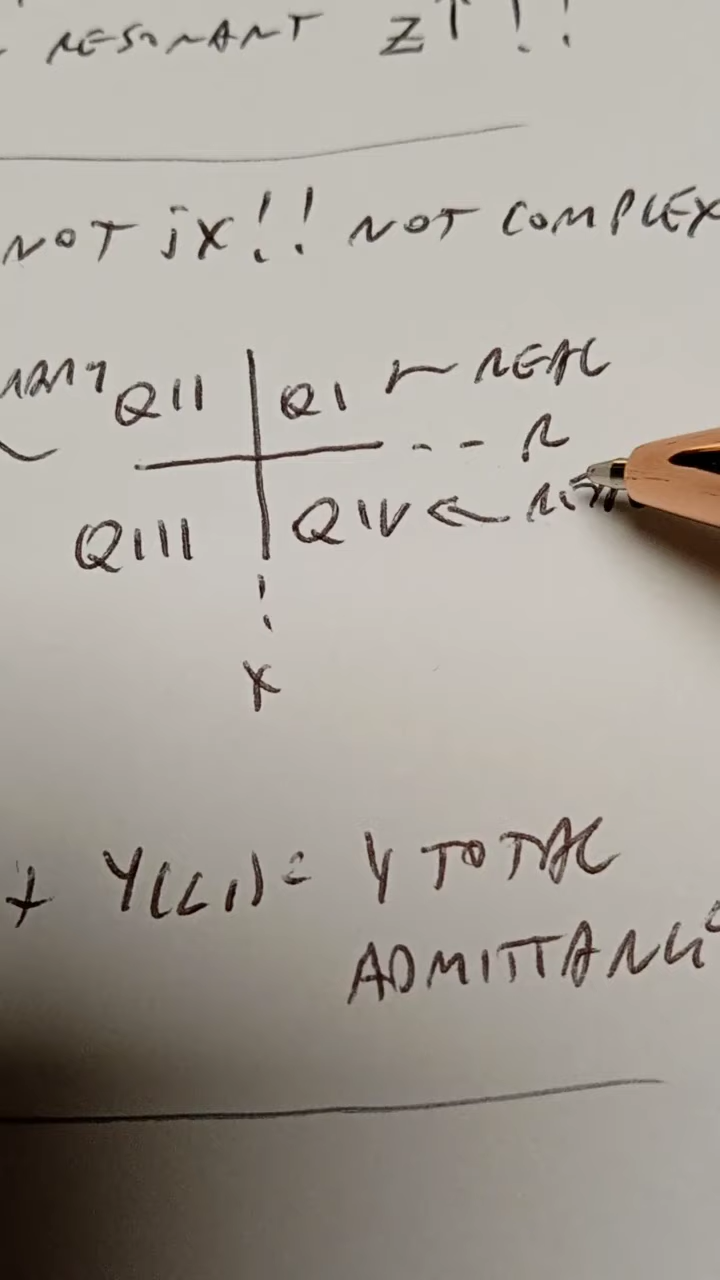 RESONANT Z↑!!
NOT jX!! NOT COMPLEX
QII QI ← REAL
-- R
QIII QIV ←
X
+ Y(L1) = Y TOTAL
ADMITTANCE